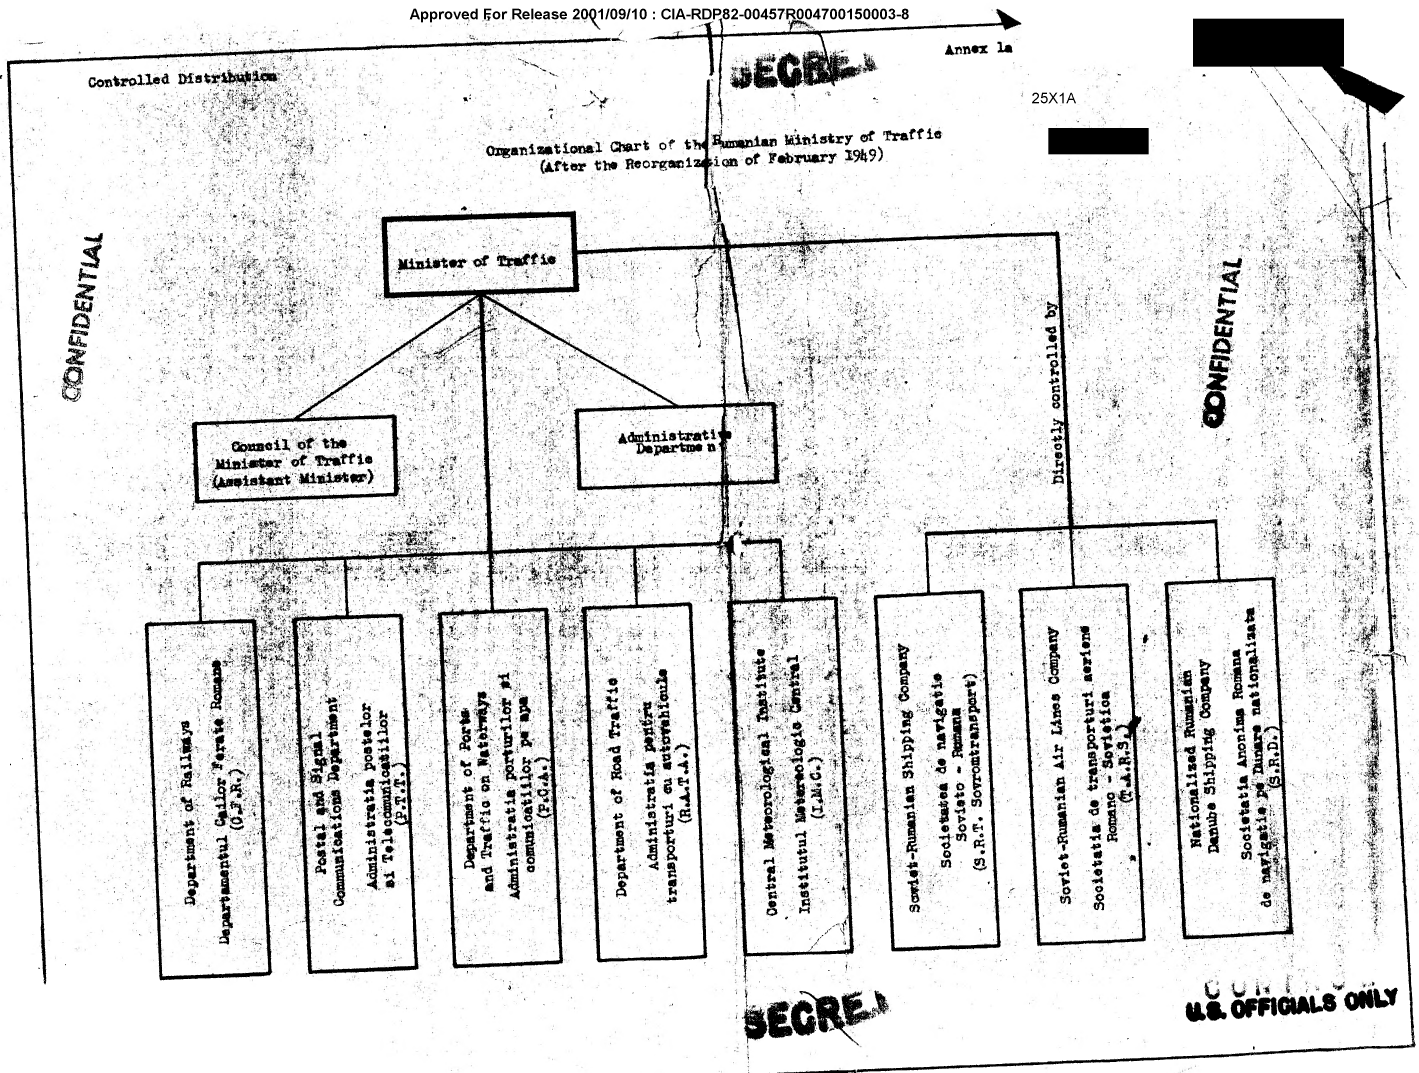 Approved For Release 2001/09/10 : CIA-RDP82-00457R004700150003-8
Annex 1a
Controlled Distribution
SECRE
25X1A
Organizational Chart of the Rumanian Ministry of Traffic
(After the Reorganization of February 1949)
CONFIDENTIAL
CONFIDENTIAL
Minister of Traffic
Directly controlled by
Council of the
Minister of Traffic
(Assistant Minister)
Administrative
Department
Department of Railways
Departamentul Cailor Ferate Romane
(C.F.R.)
Postal and Signal
Communications Department
Administratia postelor
si Telecomunicatiilor
(P.T.T.)
Department of Ports
and Traffic on Waterways
Administratia porturilor si
comunicatiilor pe apa
(P.C.A.)
Department of Road Traffic
Administratia pentru
transporturi cu autovehicule
(R.A.T.A.)
Central Meteorological Institute
Institutul Metereologic Central
(I.M.C.)
Soviet-Rumanian Shipping Company
Societatea de navigatie
Sovieto - Romana
(S.R.T. Sovromtransport)
Soviet-Rumanian Air Lines Company
Societatia de transporturi aeriene
Romano - Sovietica
(T.A.R.S.)
Nationalized Rumanian
Danube Shipping Company
Societatia Anonima Romana
de navigatie pe Dunare nationalizata
(S.R.D.)
SECRE
U.S. OFFICIALS ONLY